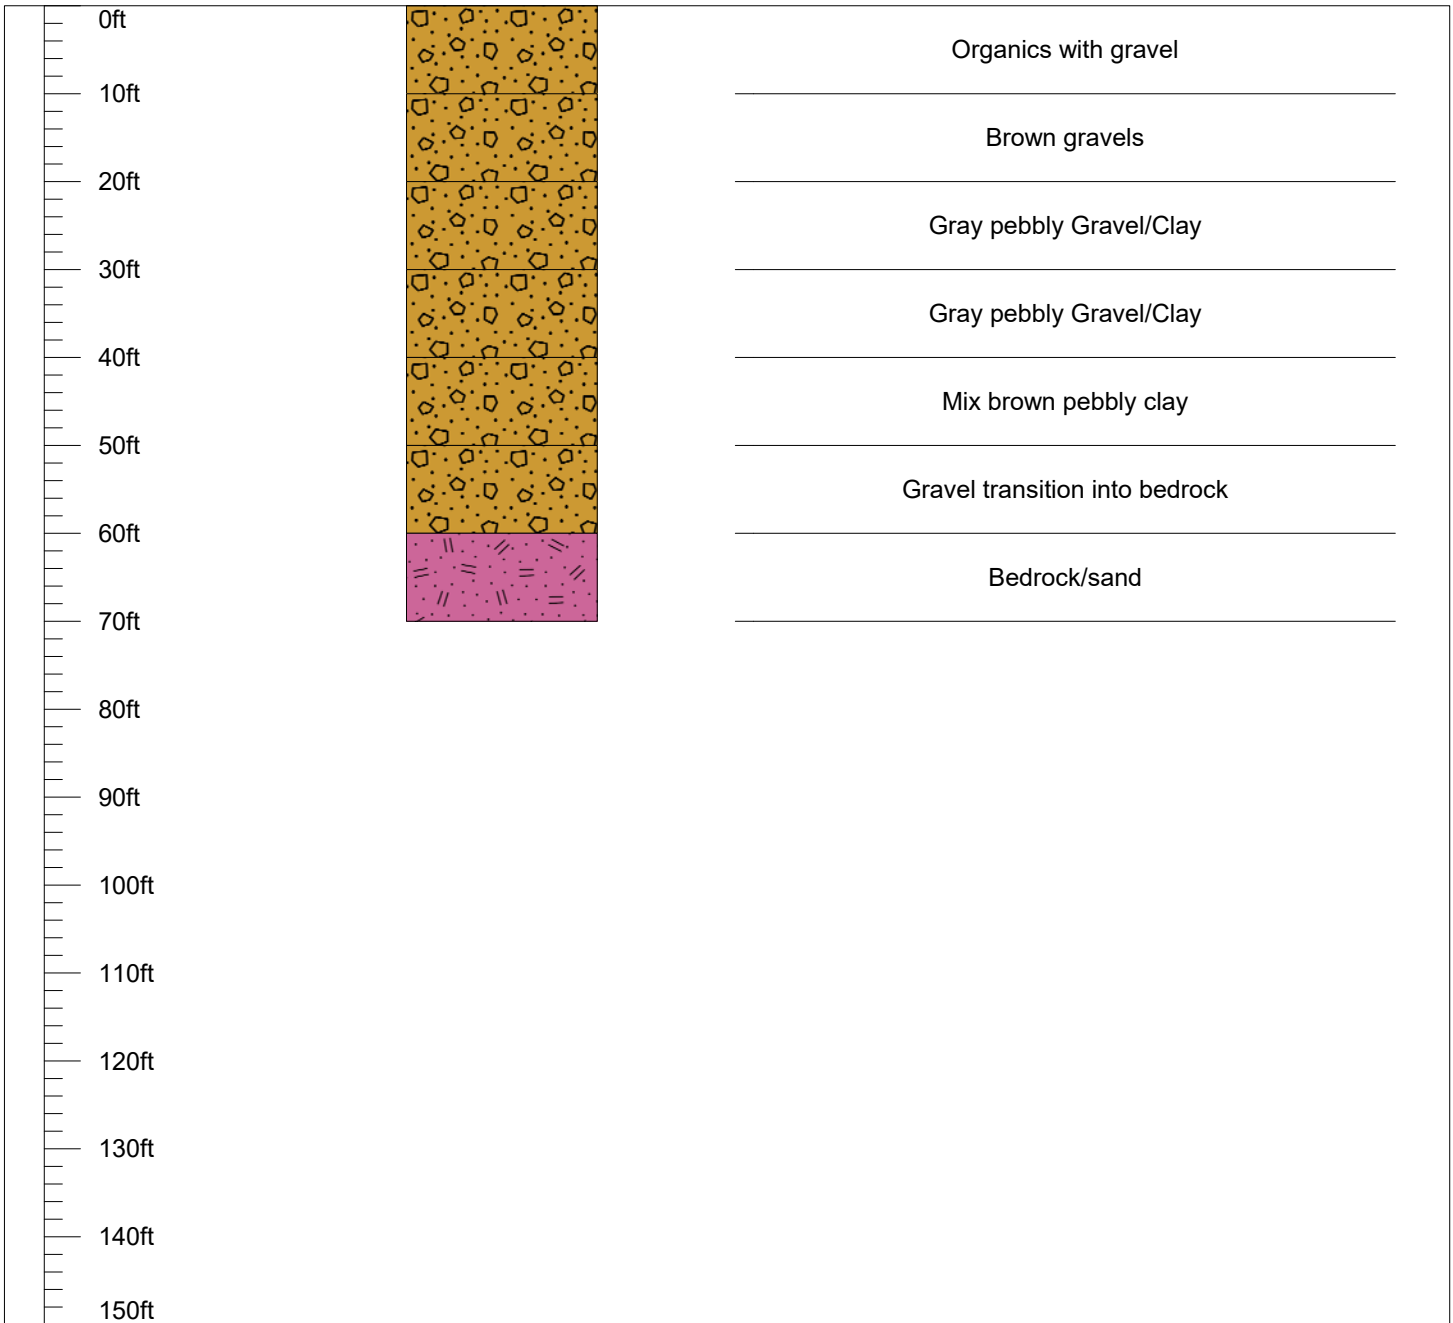 0ft
Organics with gravel
10ft
Brown gravels
20ft
Gray pebbly Gravel/Clay
30ft
Gray pebbly Gravel/Clay
40ft
Mix brown pebbly clay
50ft
Gravel transition into bedrock
60ft
Bedrock/sand
70ft
80ft
90ft
100ft
110ft
120ft
130ft
140ft
150ft